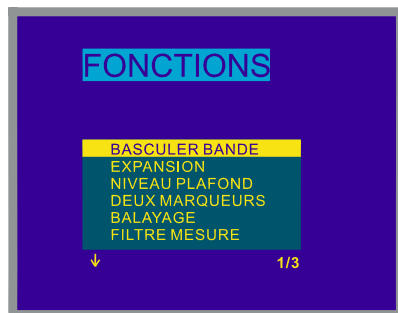 FONCTIONS
BASCULER BANDE
EXPANSION
NIVEAU PLAFOND
DEUX MARQUEURS
BALAYAGE
FILTRE MESURE
↓ 1/3